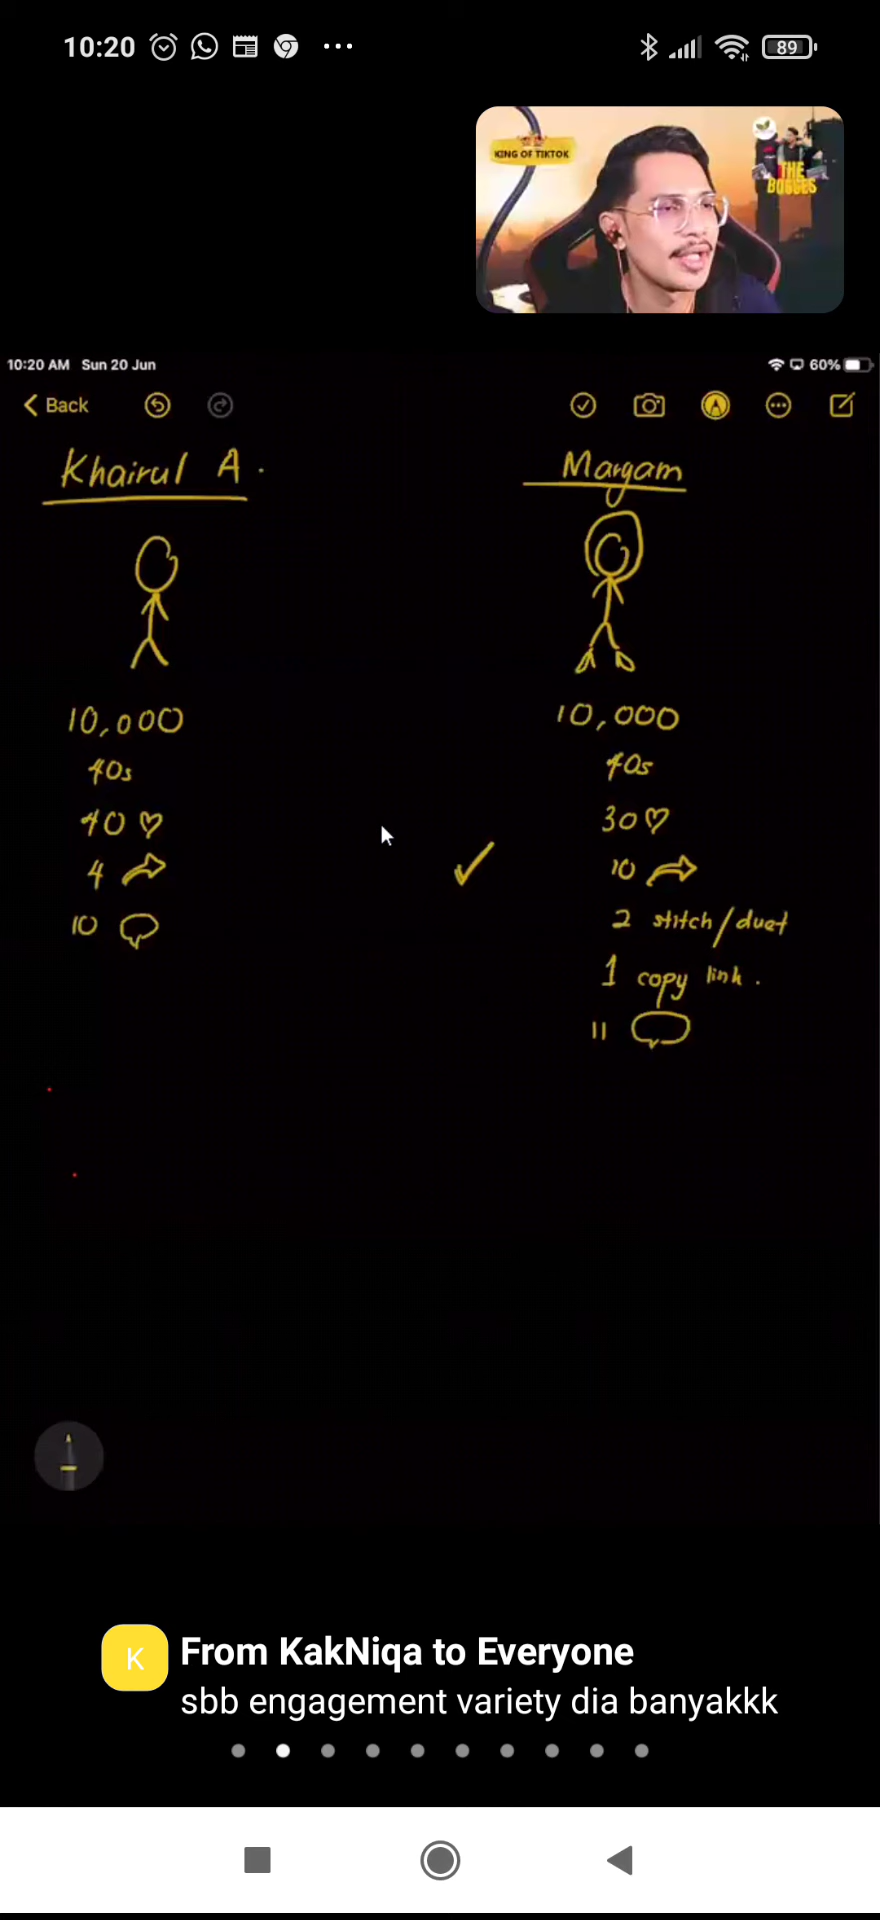 10:20
89
KING OF TIKTOK
THE
BOSSES
10:20 AM Sun 20 Jun
60%
Back
Khairul A.
Maryam
10,000
10,000
40s
40s
40
30
4
10
10
2 stitch/duet
1 copy link.
11
K
From KakNiqa to Everyone
sbb engagement variety dia banyakkk